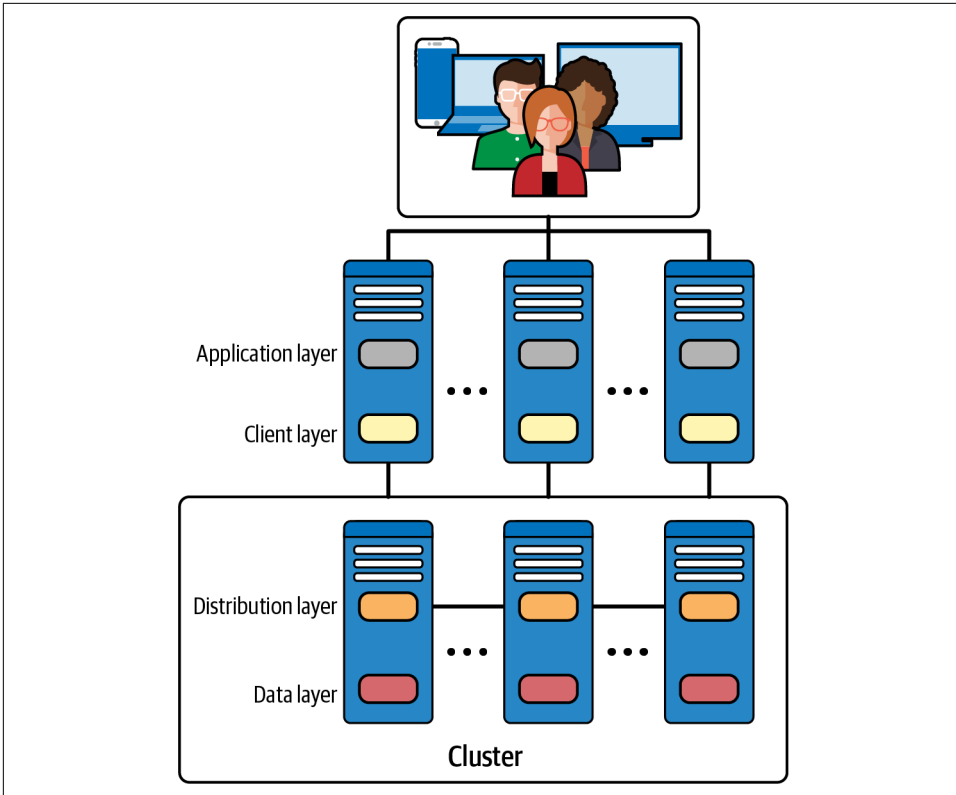 Application layer
Client layer
Distribution layer
Data layer
Cluster